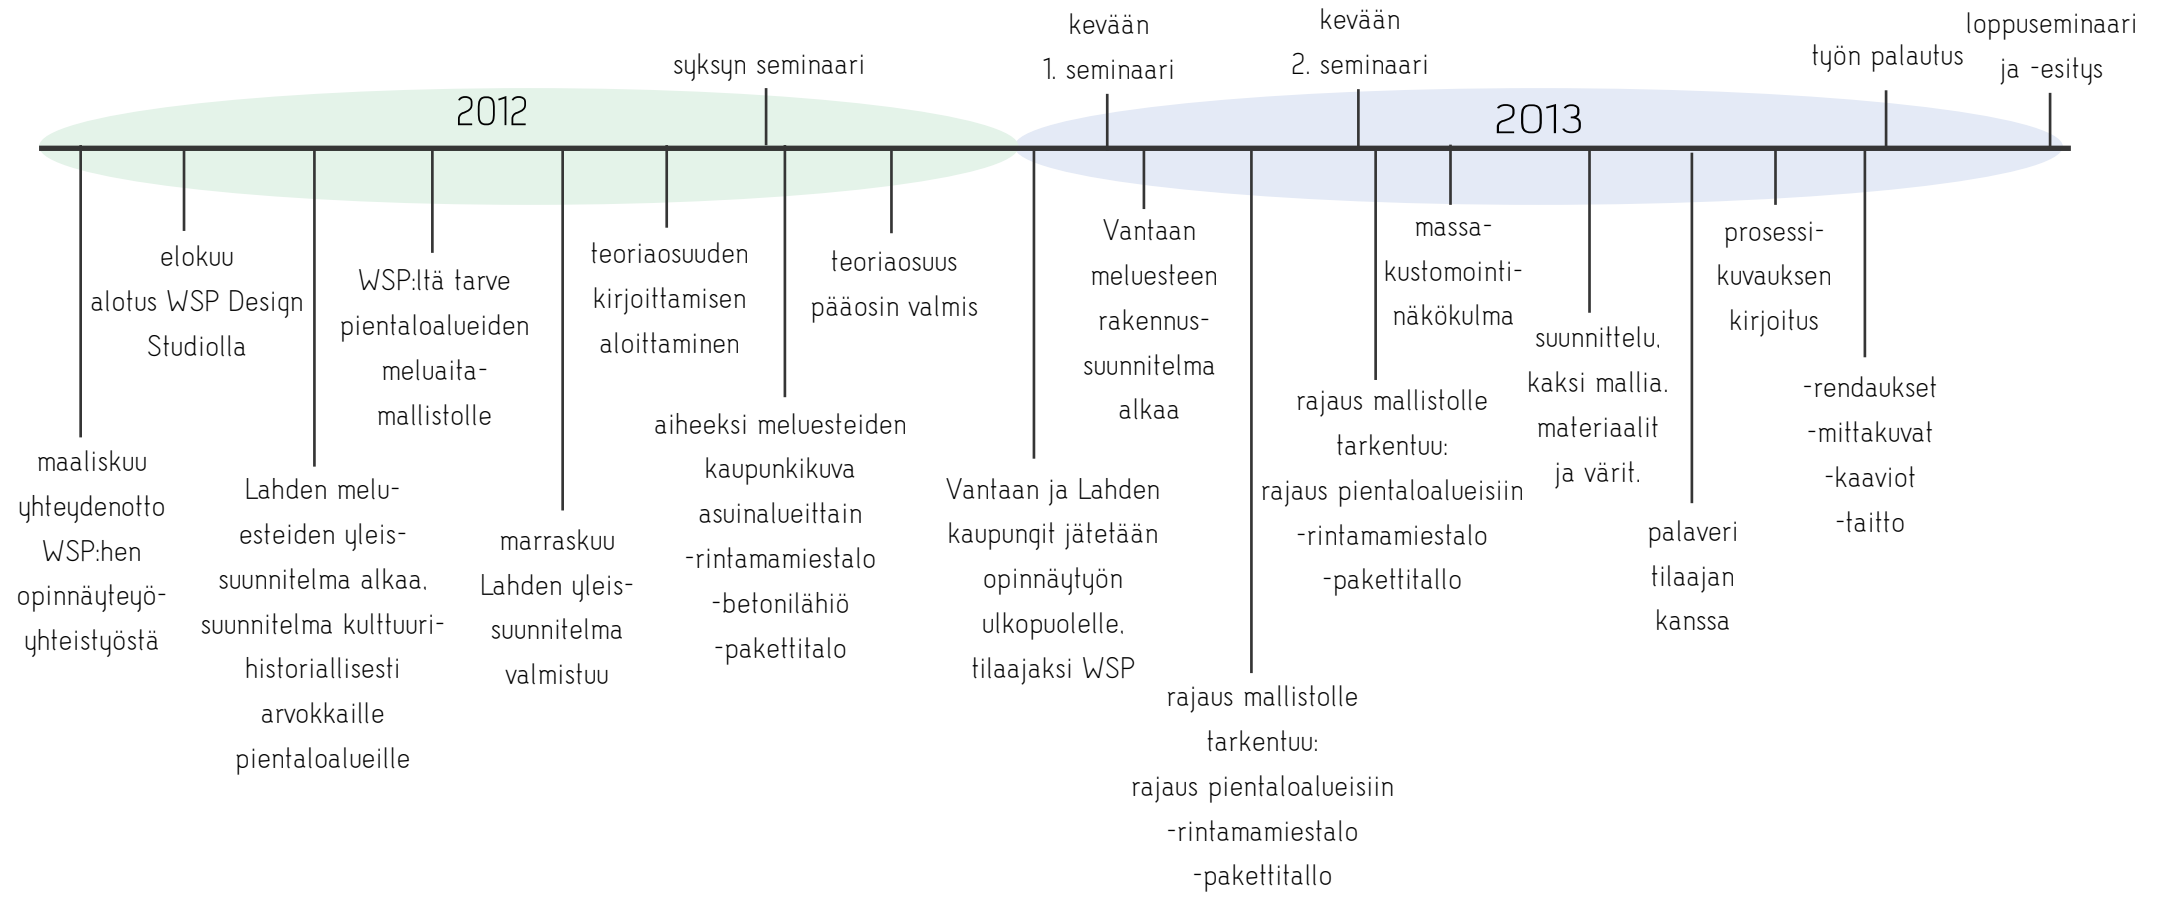 syksyn seminaari
kevään
1. seminaari
kevään
2. seminaari
työn palautus
loppuseminaari
ja -esitys
2012
2013
maaliskuu
yhteydenotto
WSP:hen
opinnäyteyö-
yhteistyöstä
elokuu
alotus WSP Design
Studiolla
Lahden melu-
esteiden yleis-
suunnitelma alkaa,
suunnitelma kulttuuri-
historiallisesti
arvokkaille
pientaloalueille
WSP:ltä tarve
pientaloalueiden
meluaita-
mallistolle
marraskuu
Lahden yleis-
suunnitelma
valmistuu
teoriaosuuden
kirjoittamisen
aloittaminen
aiheeksi meluesteiden
kaupunkikuva
asuinalueittain
-rintamamiestalo
-betonilähiö
-pakettitalo
teoriaosuus
pääosin valmis
Vantaan ja Lahden
kaupungit jätetään
opinnäytyön
ulkopuolelle,
tilaajaksi WSP
Vantaan
meluesteen
rakennus-
suunnitelma
alkaa
rajaus mallistolle
tarkentuu:
rajaus pientaloalueisiin
-rintamamiestalo
-pakettitallo
rajaus mallistolle
tarkentuu:
rajaus pientaloalueisiin
-rintamamiestalo
-pakettitallo
massa-
kustomointi-
näkökulma
suunnittelu,
kaksi mallia.
materiaalit
ja värit.
palaveri
tilaajan
kanssa
prosessi-
kuvauksen
kirjoitus
-rendaukset
-mittakuvat
-kaaviot
-taitto